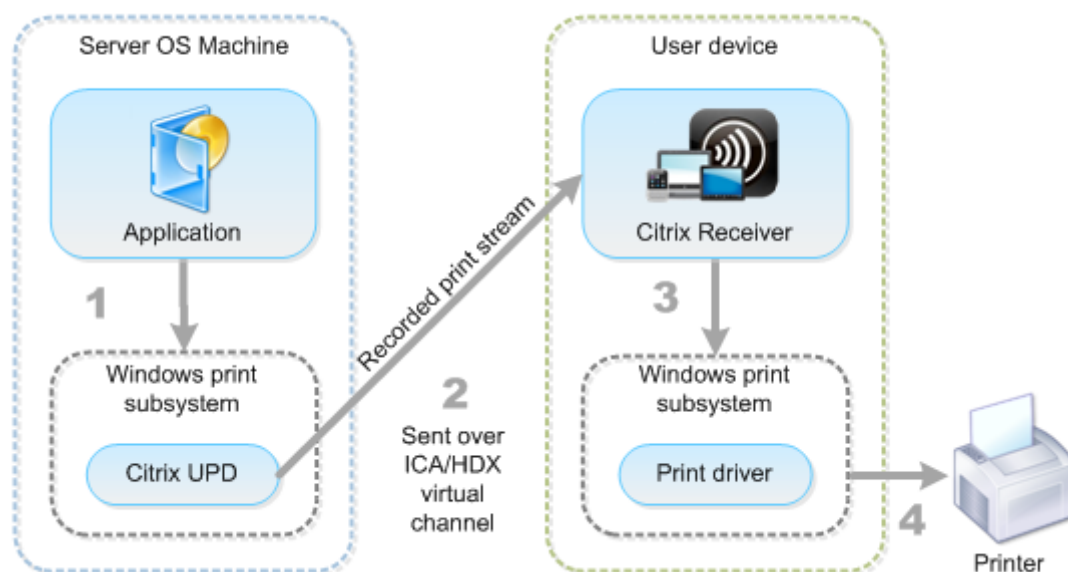 Server OS Machine
Application
1
Windows print
subsystem
Citrix UPD
Recorded print stream
2
Sent over
ICA/HDX
virtual
channel
User device
Citrix Receiver
3
Windows print
subsystem
Print driver
4
Printer